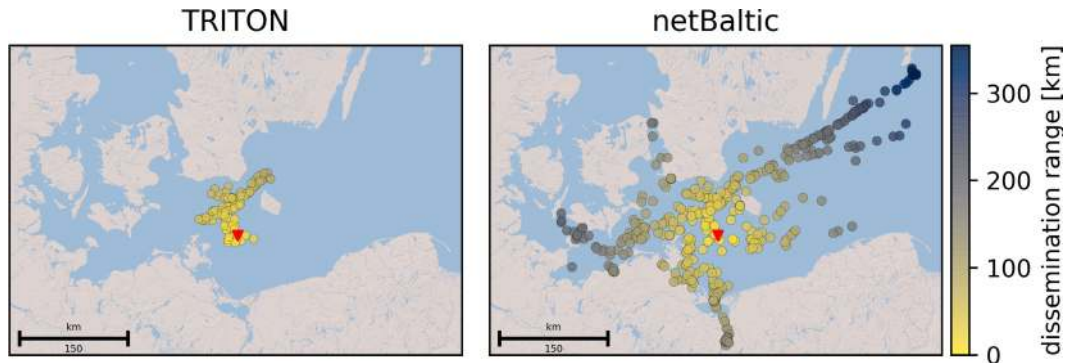 TRITON
netBaltic
km
150
km
150
300
200
100
0
dissemination range [km]